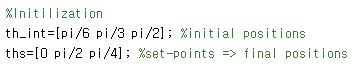 %Initilization
th_int=[pi/6 pi/3 pi/2]; %initial positions
ths=[0 pi/2 pi/4]; %set-points => final positions